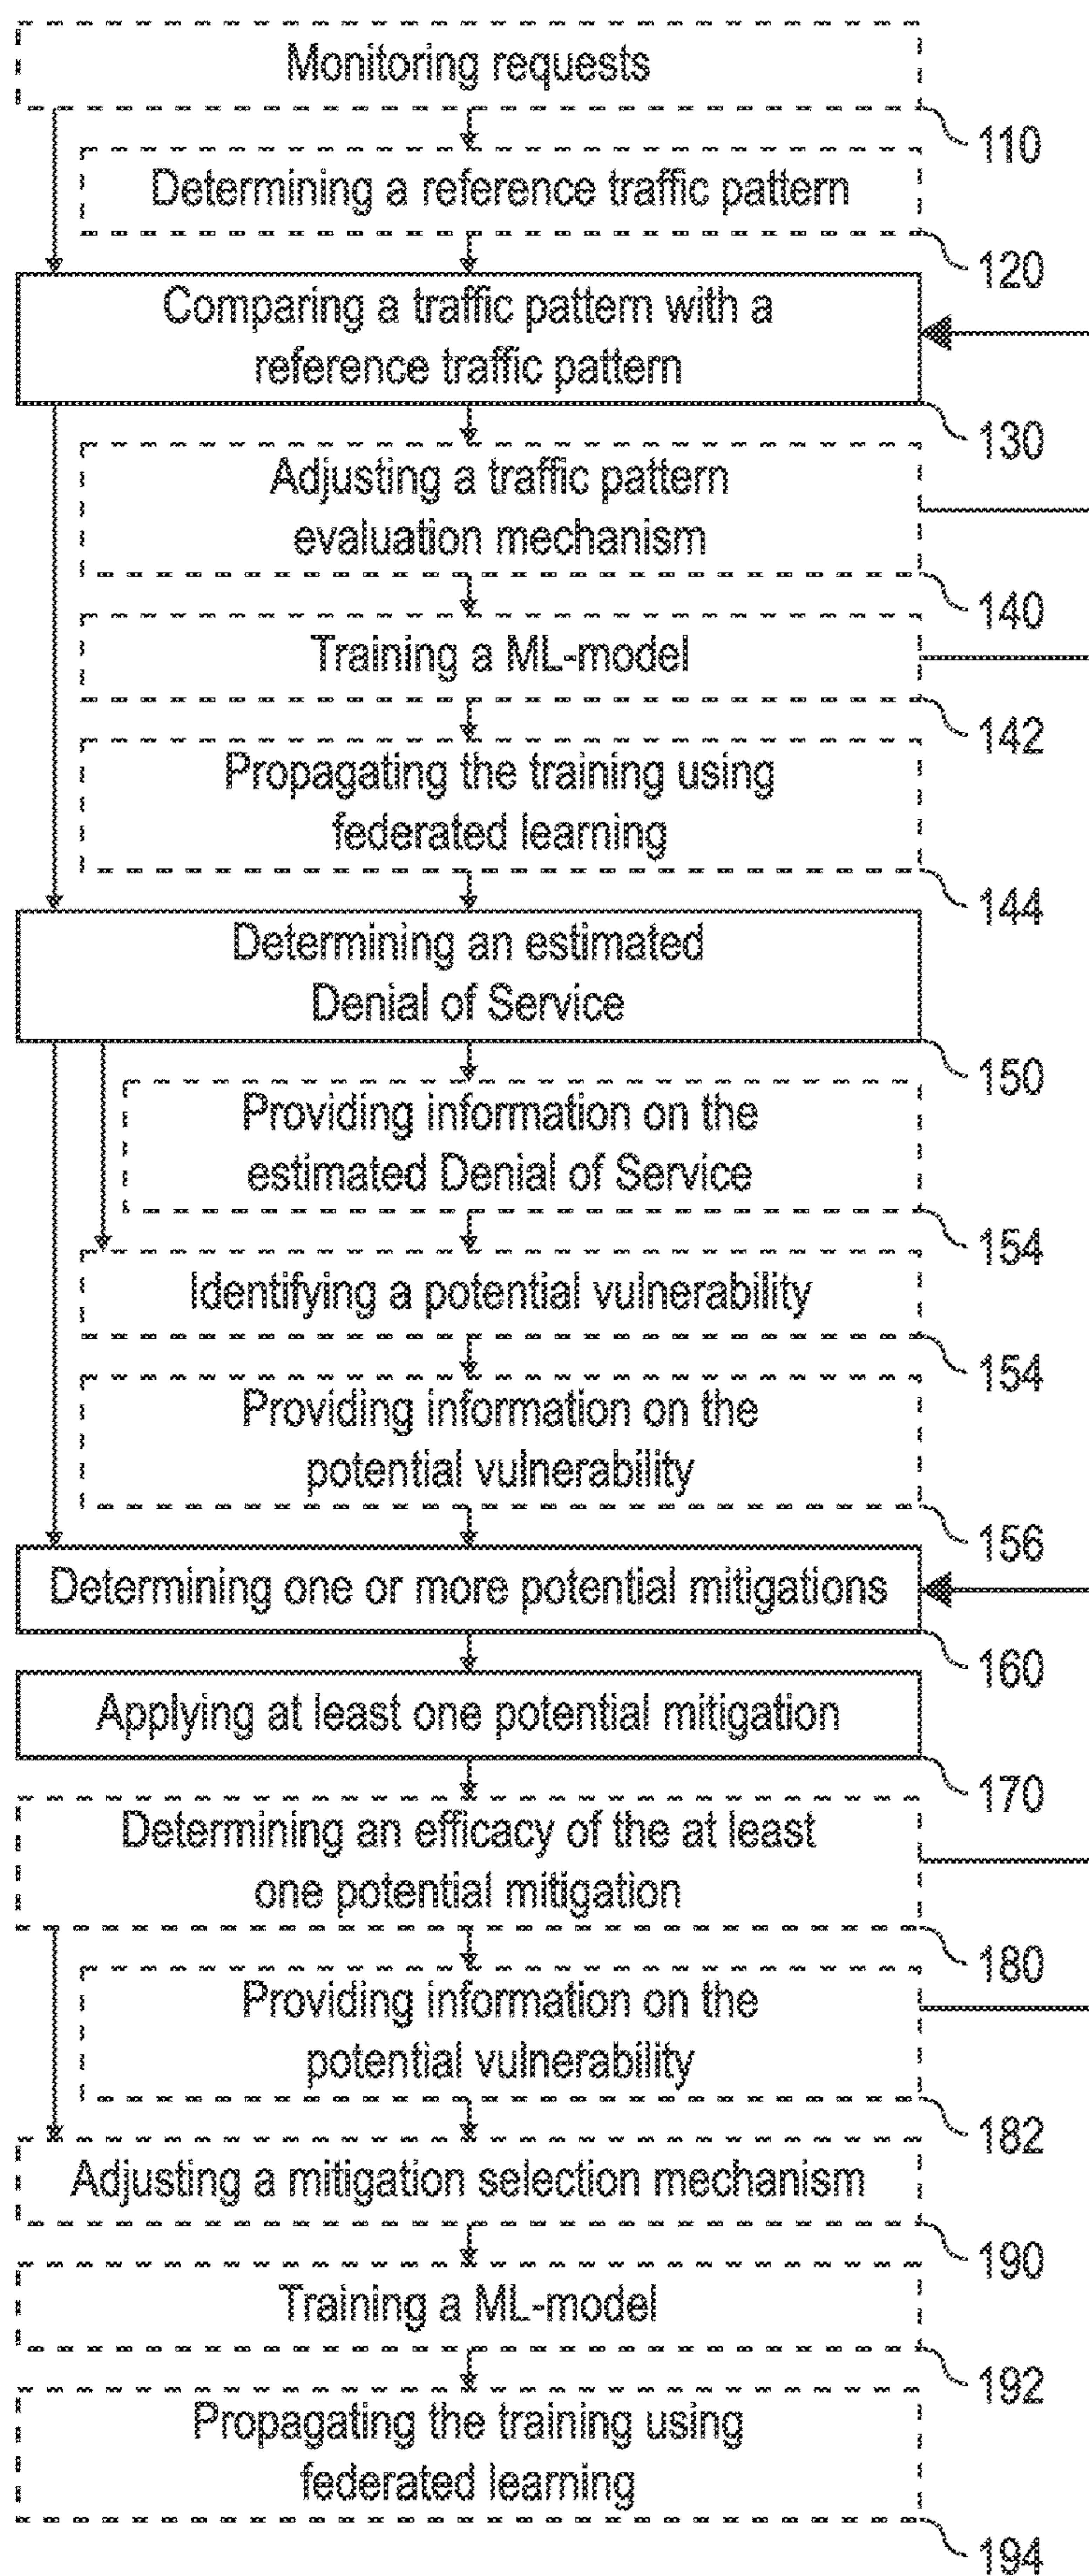 Monitoring requests
110
Determining a reference traffic pattern
120
Comparing a traffic pattern with a
reference traffic pattern
130
Adjusting a traffic pattern
evaluation mechanism
140
Training a ML-model
142
Propagating the training using
federated learning
144
Determining an estimated
Denial of Service
150
Providing information on the
estimated Denial of Service
154
Identifying a potential vulnerability
154
Providing information on the
potential vulnerability
156
Determining one or more potential mitigations
160
Applying at least one potential mitigation
170
Determining an efficacy of the at least
one potential mitigation
180
Providing information on the
potential vulnerability
182
Adjusting a mitigation selection mechanism
190
Training a ML-model
192
Propagating the training using
federated learning
194